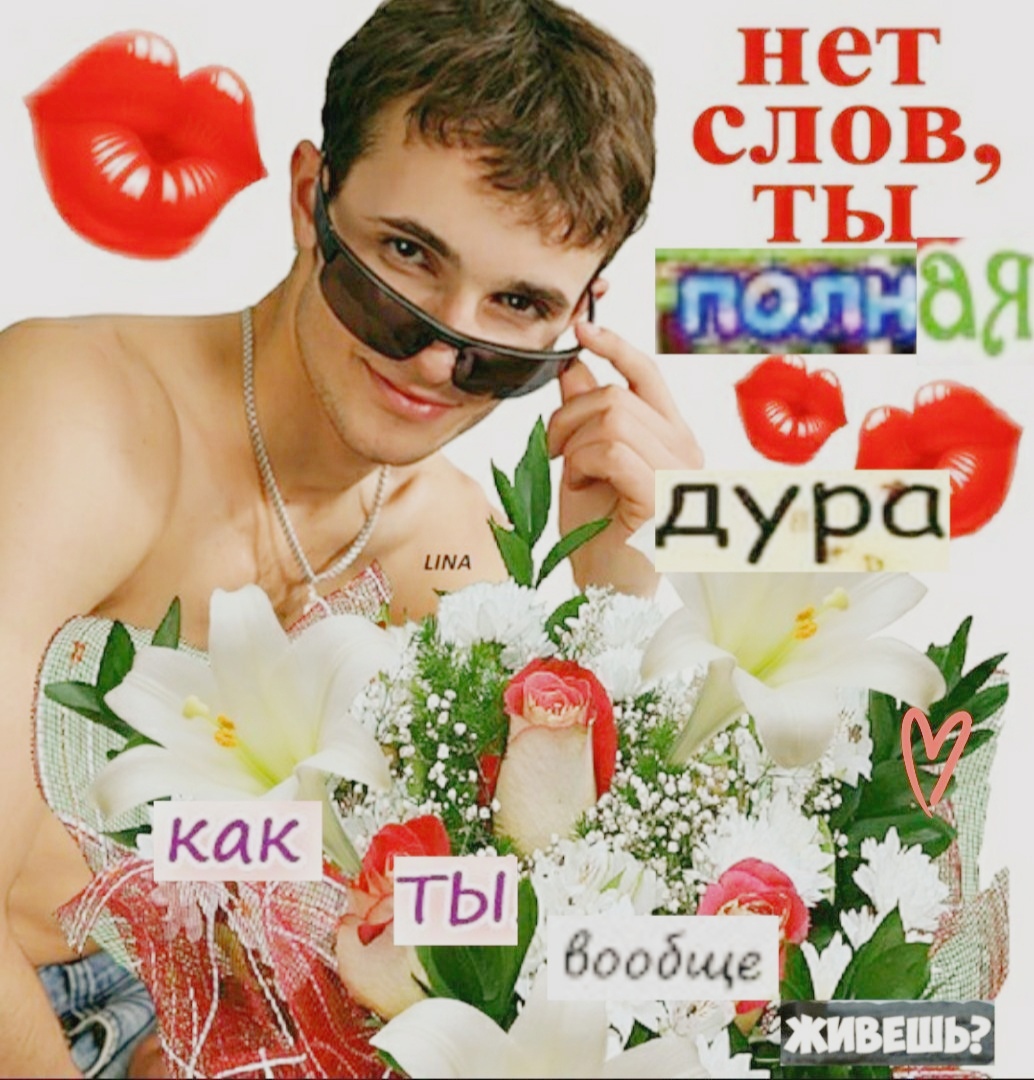 нет
слов,
ты
полная
дура
LINA
как
ты
вообще
ЖИВЕШЬ?